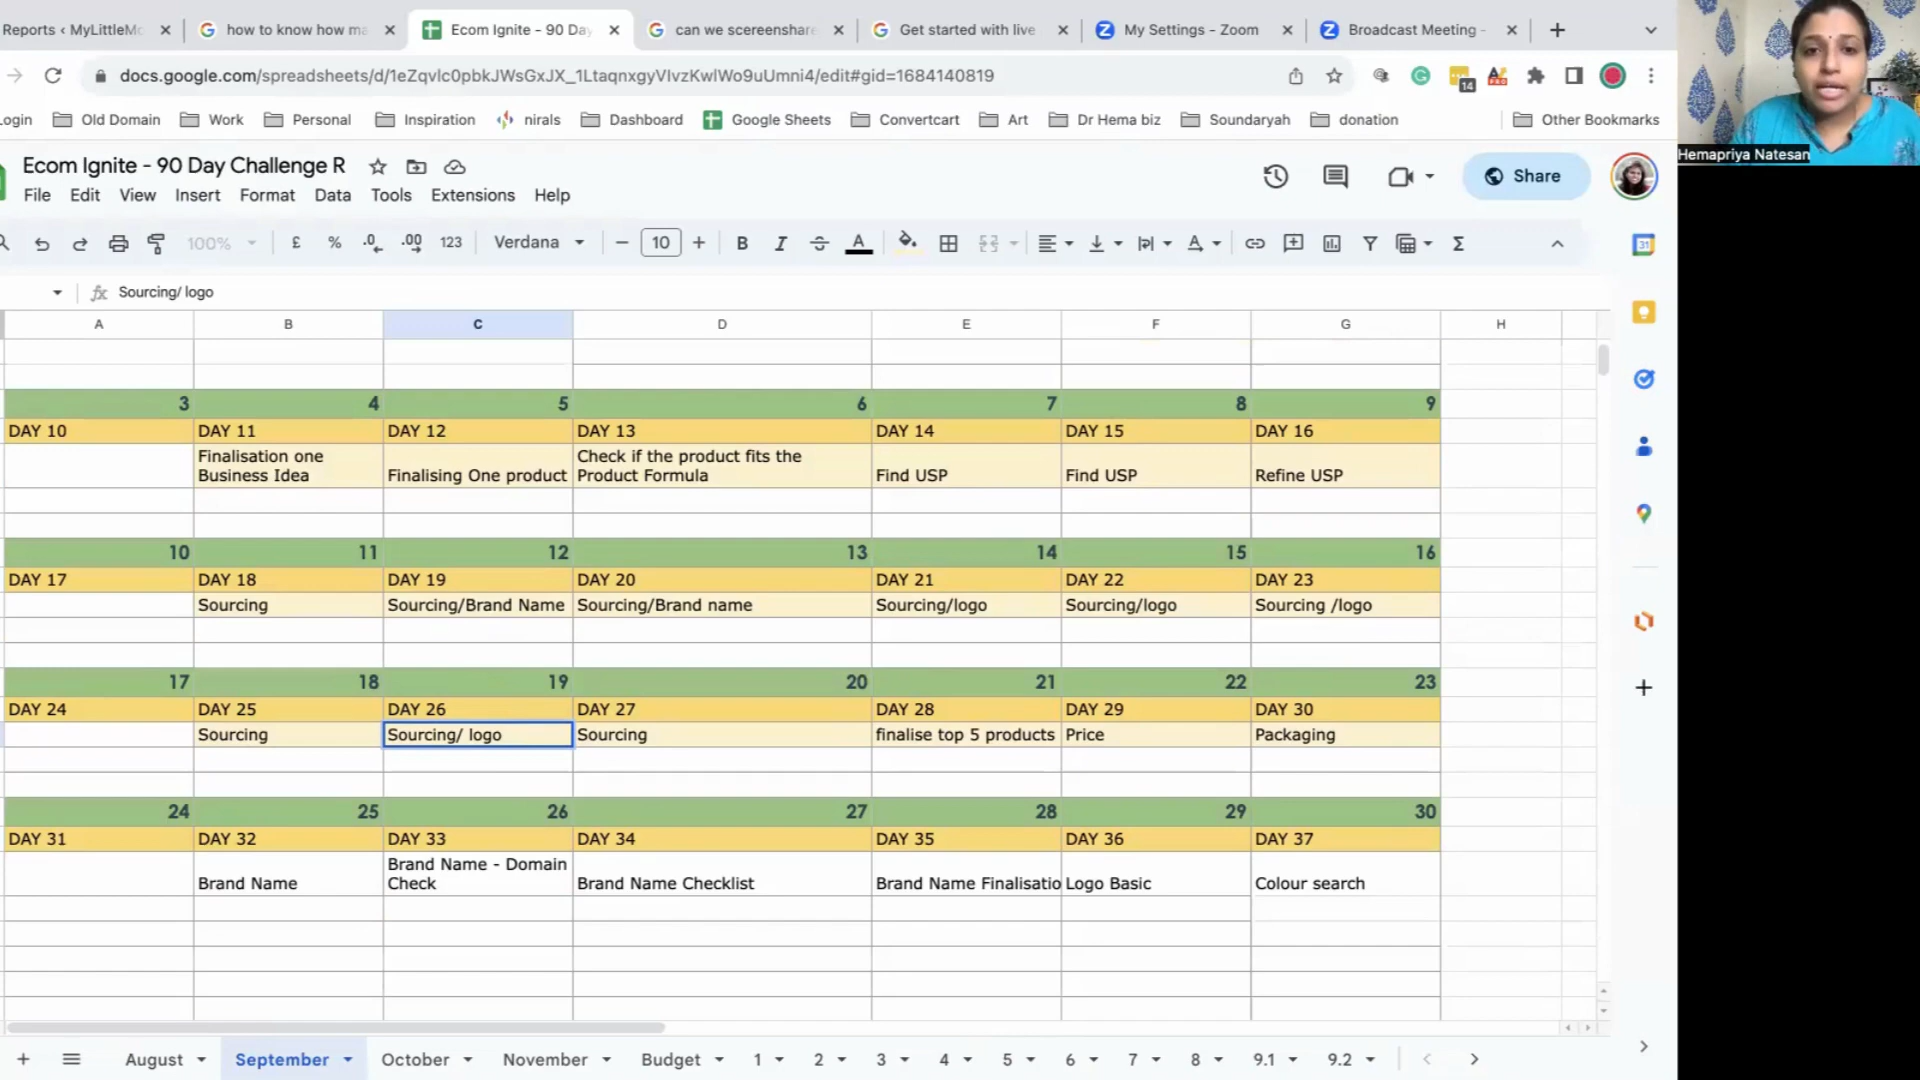 Reports ‹ MyLittleMo
how to know how ma
Ecom Ignite - 90 Day
can we scereenshare
Get started with live
My Settings - Zoom
Broadcast Meeting -
docs.google.com/spreadsheets/d/1eZqvlc0pbkJWsGxJX_1LtaqnxgyVIvzKwlWo9uUmni4/edit#gid=1684140819
14
ogin
Old Domain
Work
Personal
Inspiration
nirals
Dashboard
Google Sheets
Convertcart
Art
Dr Hema biz
Soundaryah
donation
Other Bookmarks
Hemapriya Natesan
Ecom Ignite - 90 Day Challenge R
Share
File Edit View Insert Format Data Tools Extensions Help
100% £ % .0 .00 123 Verdana 10 B I S A
31
fx Sourcing/ logo
A B C D E F G H
3 4 5 6 7 8 9
DAY 10 DAY 11 DAY 12 DAY 13 DAY 14 DAY 15 DAY 16
Finalisation one
Business Idea
Finalising One product
Check if the product fits the
Product Formula
Find USP
Find USP
Refine USP
10 11 12 13 14 15 16
DAY 17 DAY 18 DAY 19 DAY 20 DAY 21 DAY 22 DAY 23
Sourcing Sourcing/Brand Name Sourcing/Brand name Sourcing/logo Sourcing/logo Sourcing /logo
17 18 19 20 21 22 23
DAY 24 DAY 25 DAY 26 DAY 27 DAY 28 DAY 29 DAY 30
Sourcing Sourcing/ logo Sourcing finalise top 5 products Price Packaging
24 25 26 27 28 29 30
DAY 31 DAY 32 DAY 33 DAY 34 DAY 35 DAY 36 DAY 37
Brand Name
Brand Name - Domain
Check
Brand Name Checklist
Brand Name Finalisatio
Logo Basic
Colour search
August September October November Budget 1 2 3 4 5 6 7 8 9.1 9.2